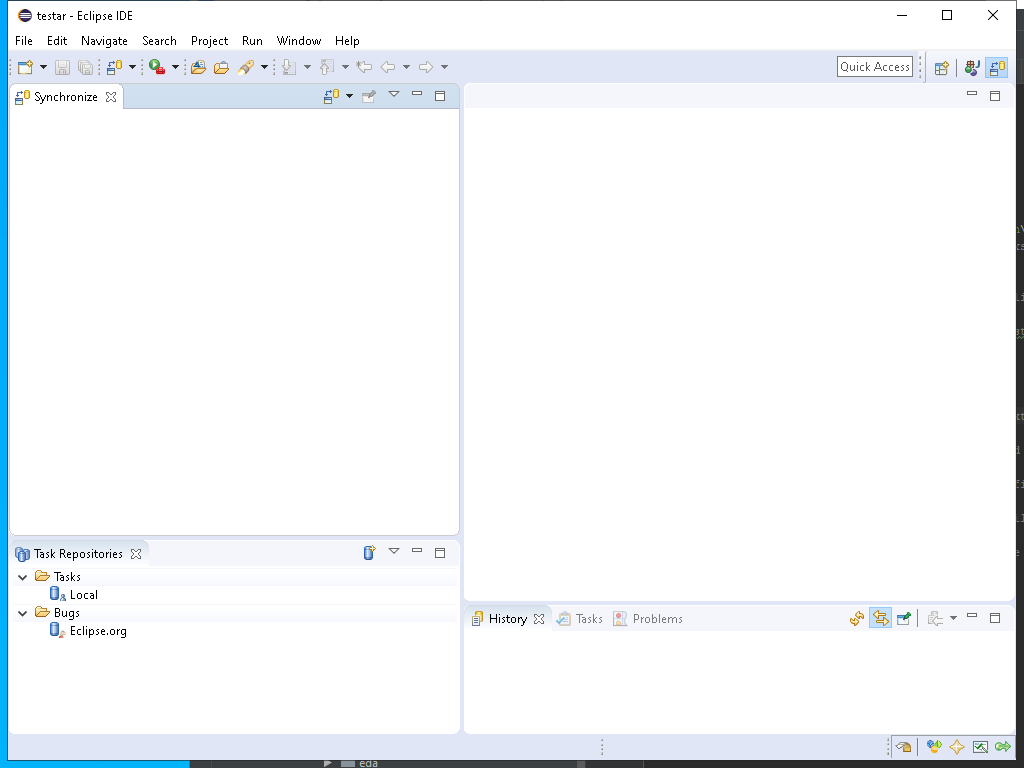 testar - Eclipse IDE
File Edit Navigate Search Project Run Window Help
Quick Access
Synchronize
Task Repositories
Tasks
Local
Bugs
Eclipse.org
History Tasks Problems
eda